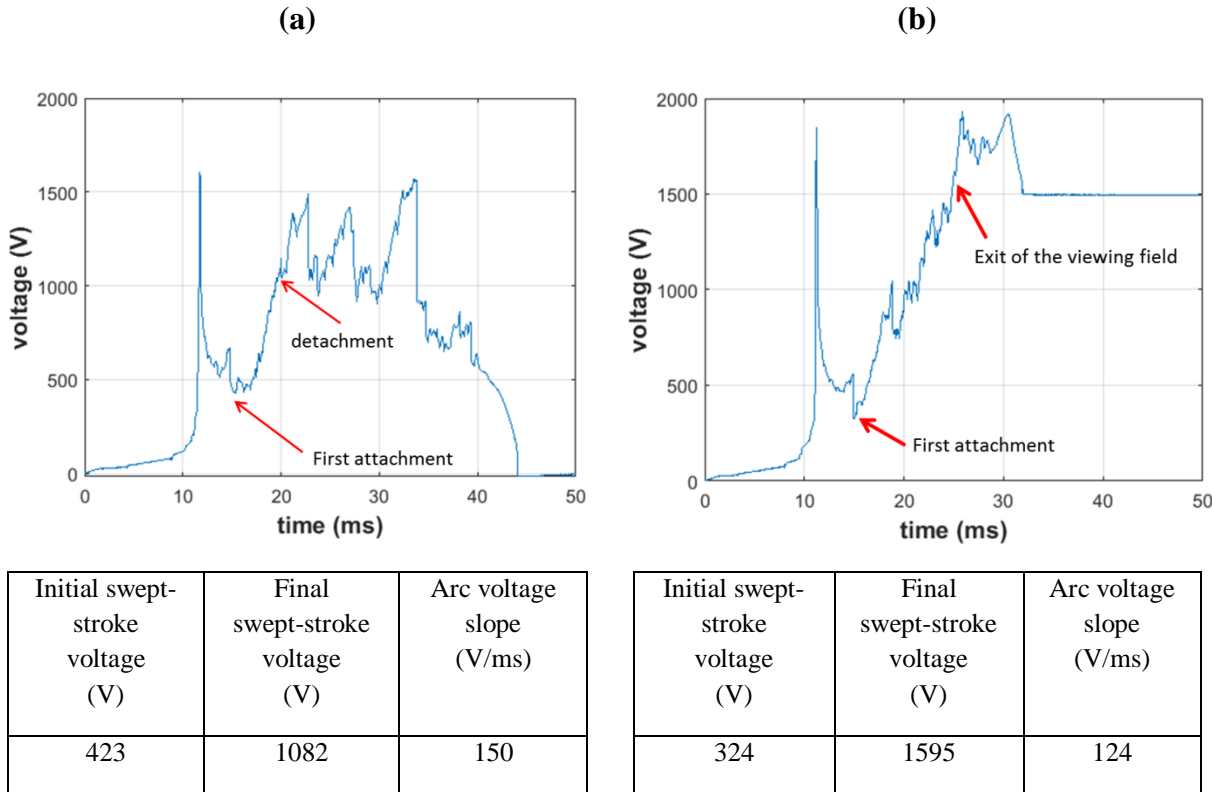 (a)
2000
1500
1000
500
0
voltage (V)
detachment
First attachment
0 10 20 30 40 50
time (ms)
Initial swept-
stroke
voltage
(V)
Final
swept-stroke
voltage
(V)
Arc voltage
slope
(V/ms)
423
1082
150
(b)
2000
1500
1000
500
0
voltage (V)
Exit of the viewing field
First attachment
0 10 20 30 40 50
time (ms)
Initial swept-
stroke
voltage
(V)
Final
swept-stroke
voltage
(V)
Arc voltage
slope
(V/ms)
324
1595
124